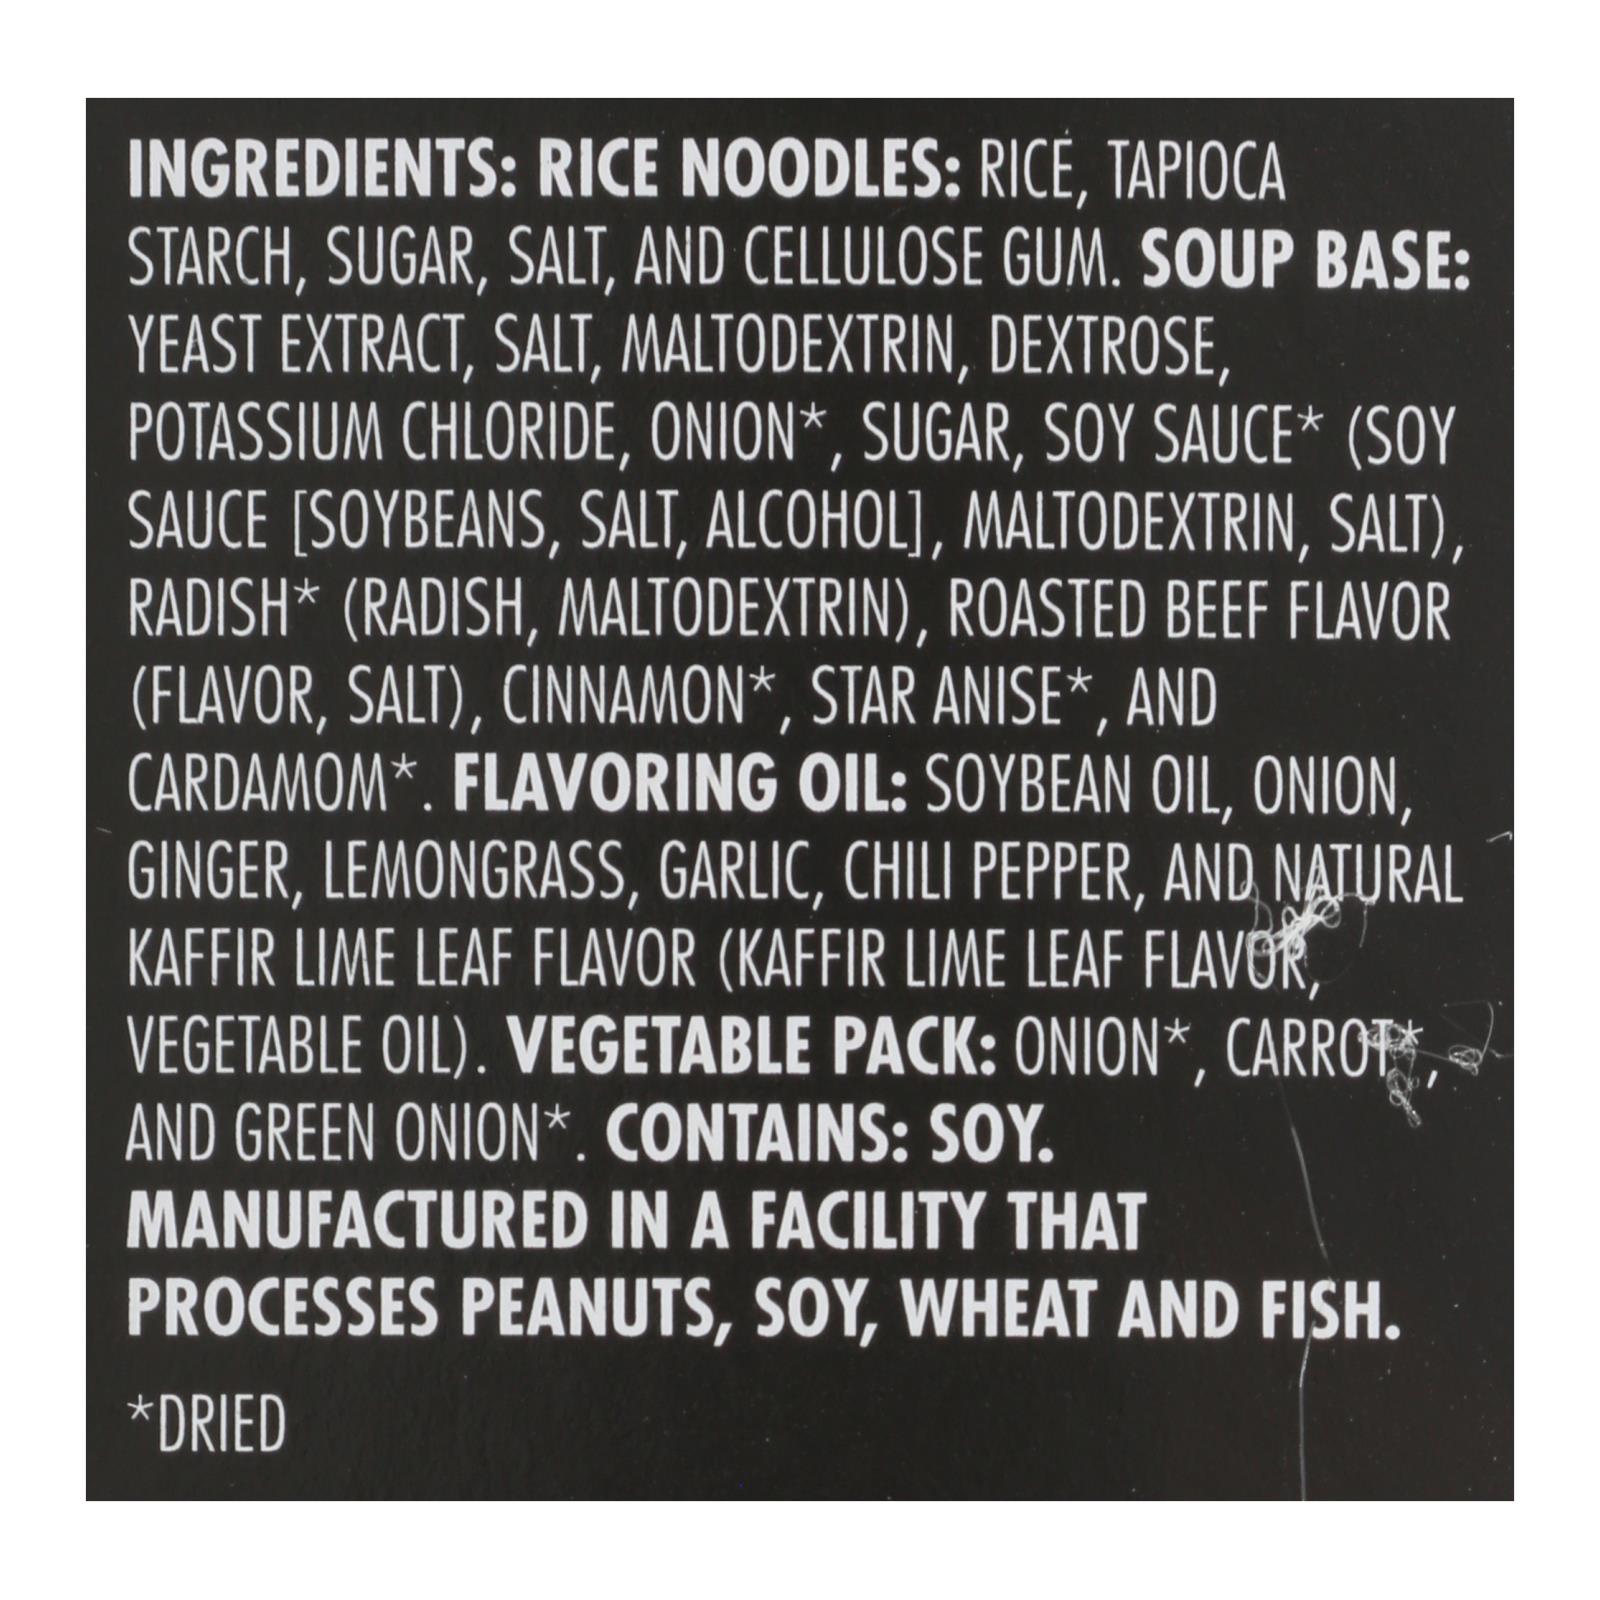 INGREDIENTS: RICE NOODLES: RICE, TAPIOCA
STARCH, SUGAR, SALT, AND CELLULOSE GUM. SOUP BASE:
YEAST EXTRACT, SALT, MALTODEXTRIN, DEXTROSE,
POTASSIUM CHLORIDE, ONION*, SUGAR, SOY SAUCE* (SOY
SAUCE [SOYBEANS, SALT, ALCOHOL], MALTODEXTRIN, SALT),
RADISH* (RADISH, MALTODEXTRIN), ROASTED BEEF FLAVOR
(FLAVOR, SALT), CINNAMON*, STAR ANISE*, AND
CARDAMOM*. FLAVORING OIL: SOYBEAN OIL, ONION,
GINGER, LEMONGRASS, GARLIC, CHILI PEPPER, AND NATURAL
KAFFIR LIME LEAF FLAVOR (KAFFIR LIME LEAF FLAVOR,
VEGETABLE OIL). VEGETABLE PACK: ONION*, CARROT*,
AND GREEN ONION*. CONTAINS: SOY.
MANUFACTURED IN A FACILITY THAT
PROCESSES PEANUTS, SOY, WHEAT AND FISH.
*DRIED